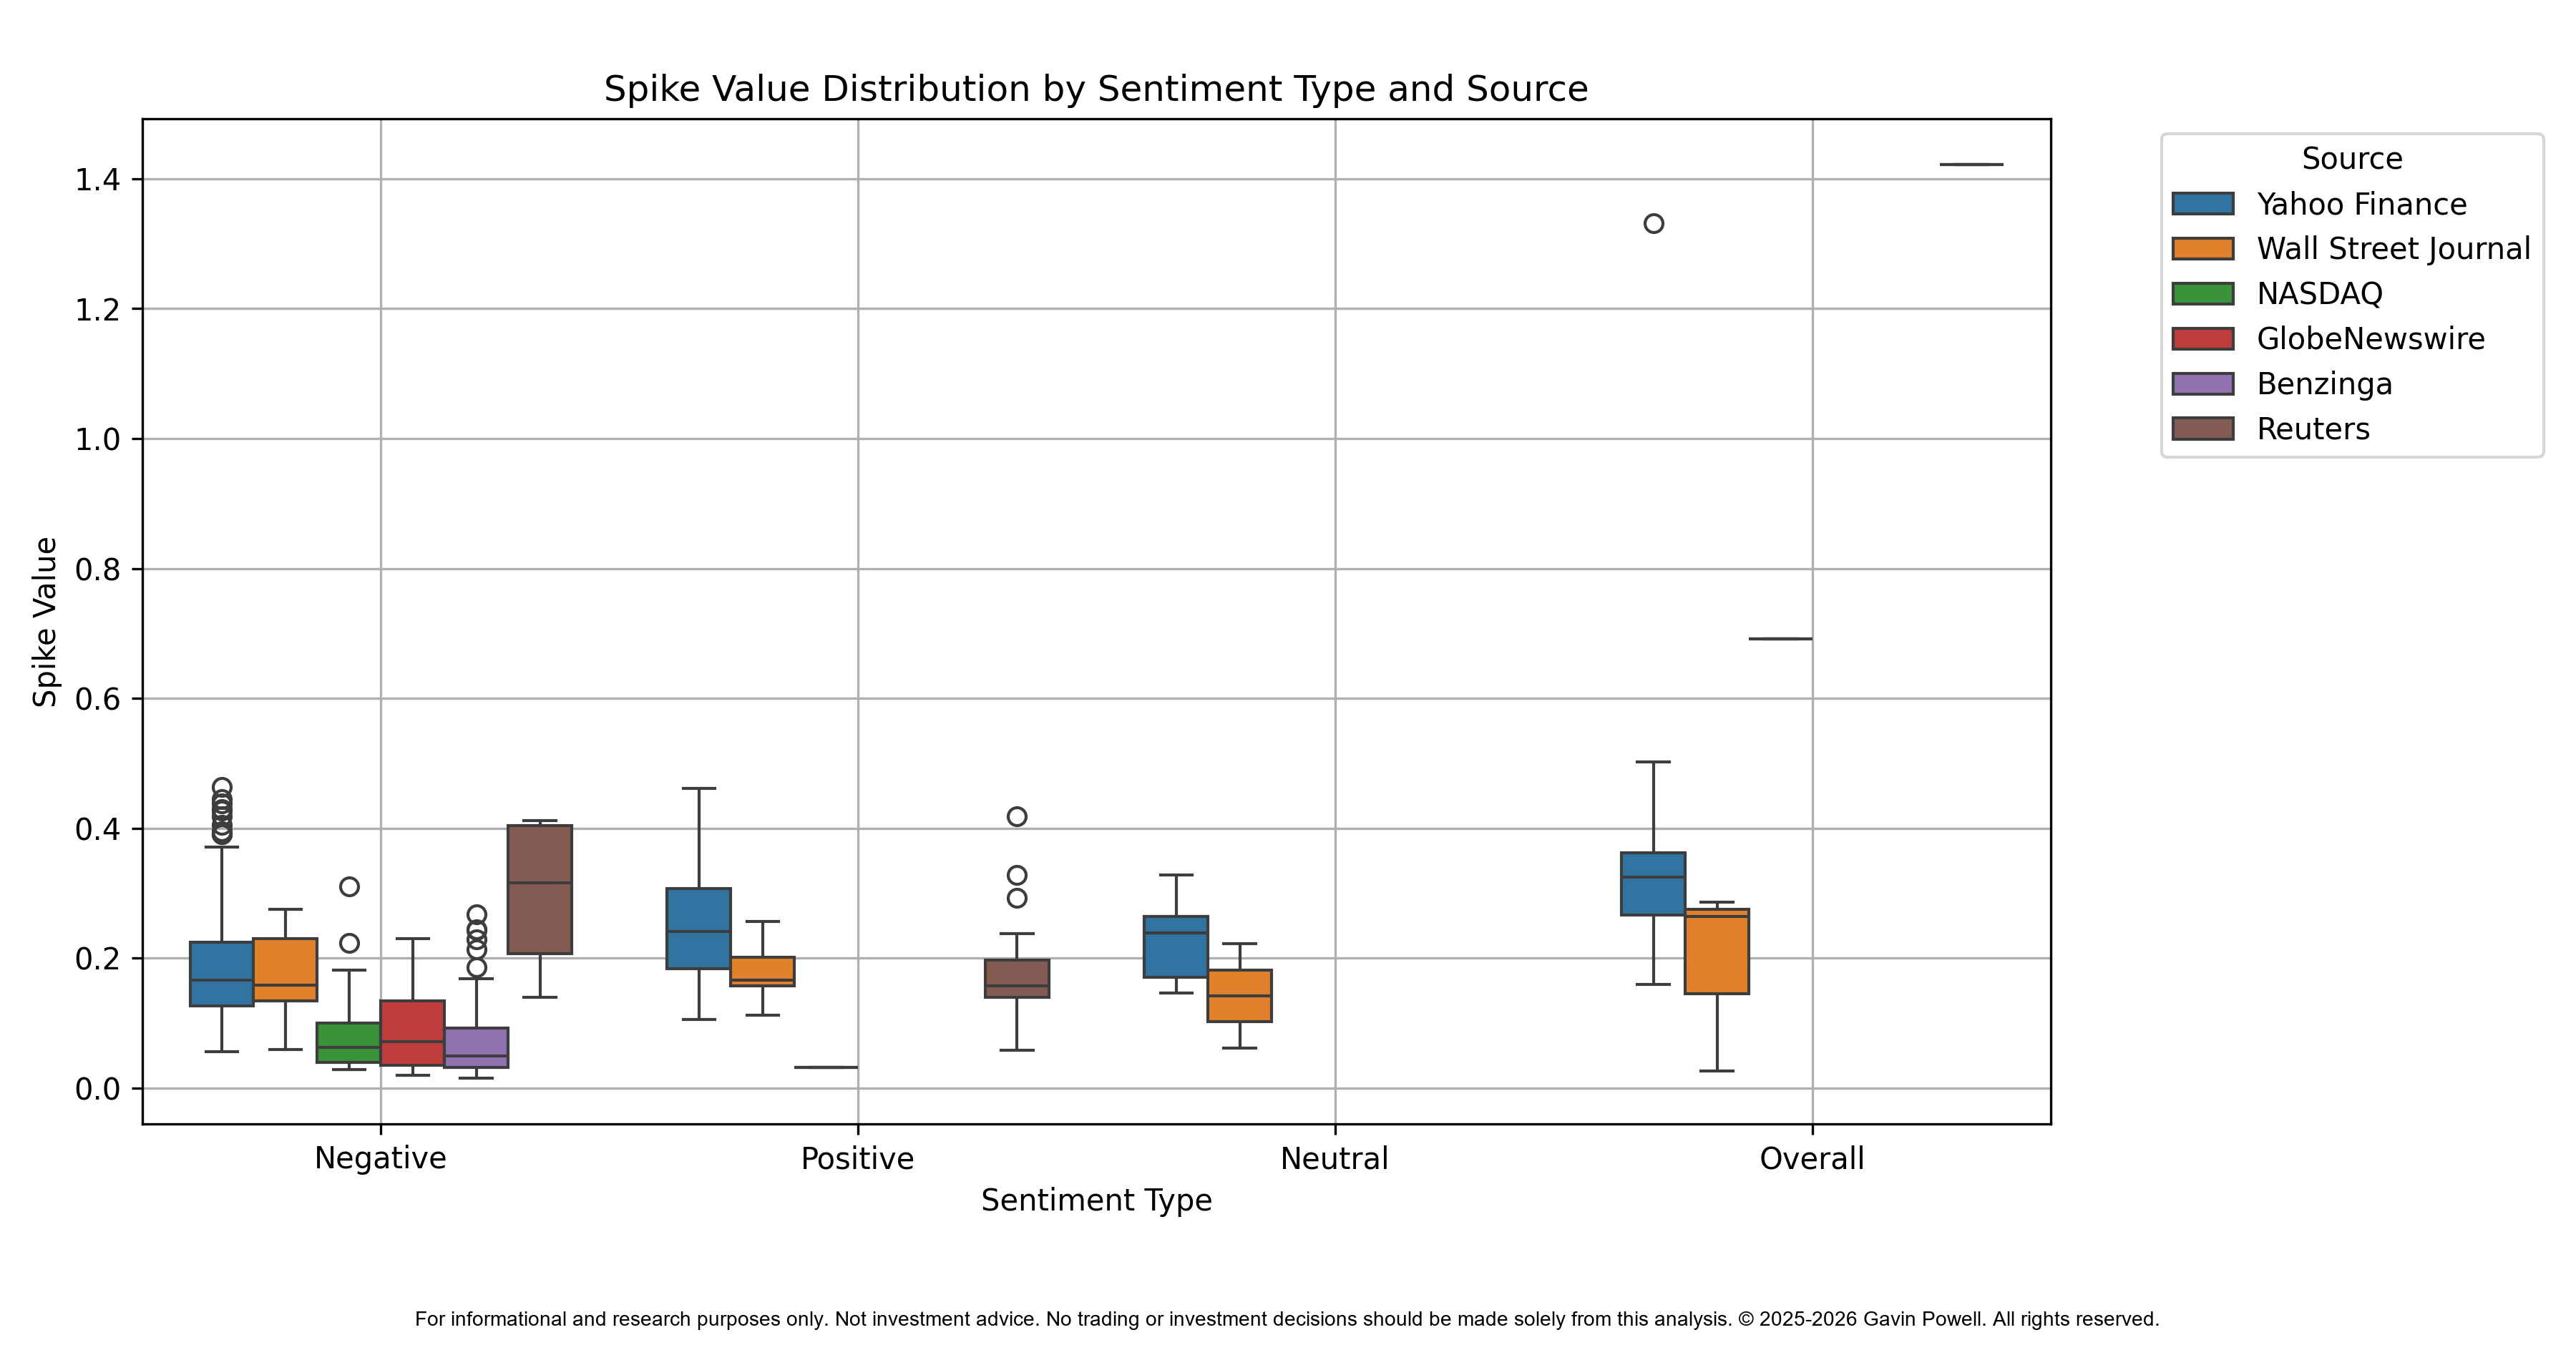 Spike Value Distribution by Sentiment Type and Source
Source
Yahoo Finance
Wall Street Journal
NASDAQ
GlobeNewswire
Benzinga
Reuters
Spike Value
1.4
1.2
1.0
0.8
0.6
0.4
0.2
0.0
Negative
Positive
Neutral
Overall
Sentiment Type
For informational and research purposes only. Not investment advice. No trading or investment decisions should be made solely from this analysis. © 2025-2026 Gavin Powell. All rights reserved.